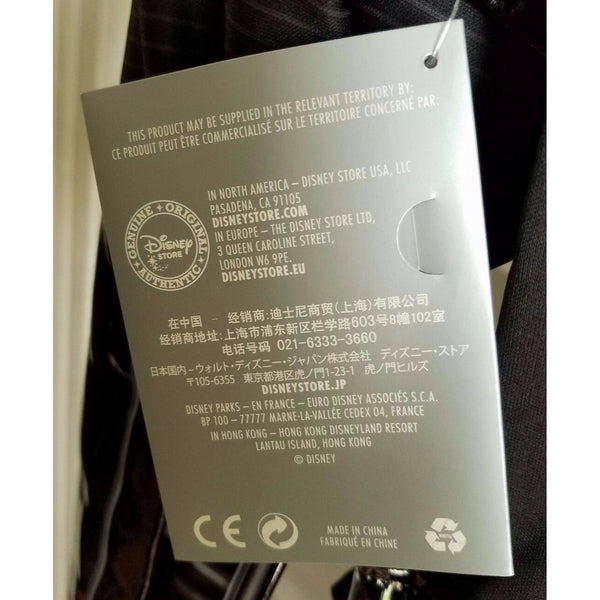 THIS PRODUCT MAY BE SUPPLIED IN THE RELEVANT TERRITORY BY:
CE PRODUIT PEUT ÊTRE COMMERCIALISÉ SUR LE TERRITOIRE CONCERNÉ PAR:
IN NORTH AMERICA – DISNEY STORE USA, LLC
PASADENA, CA 91105
DISNEYSTORE.COM
IN EUROPE – THE DISNEY STORE LTD,
3 QUEEN CAROLINE STREET,
LONDON W6 9PE.
DISNEYSTORE.EU
GENUINE • ORIGINAL
Disney
STORE
AUTHENTIC
在中国 - 经销商:迪士尼商贸(上海)有限公司
经销商地址: 上海市浦东新区栏学路603号8幢102室
电话号码 021-6333-3660
日本国内～ウォルト・ディズニー・ジャパン株式会社 ディズニー・ストア
〒105-6355 東京都港区虎ノ門1-23-1 虎ノ門ヒルズ
DISNEYSTORE.JP
DISNEY PARKS – EN FRANCE – EURO DISNEY ASSOCIÉS S.C.A.
BP 100 – 77777 MARNE-LA-VALLÉE CEDEX 04, FRANCE
IN HONG KONG – HONG KONG DISNEYLAND RESORT
LANTAU ISLAND, HONG KONG
© DISNEY
CE
0-3
MADE IN CHINA
FABRIQUÉ EN CHINE